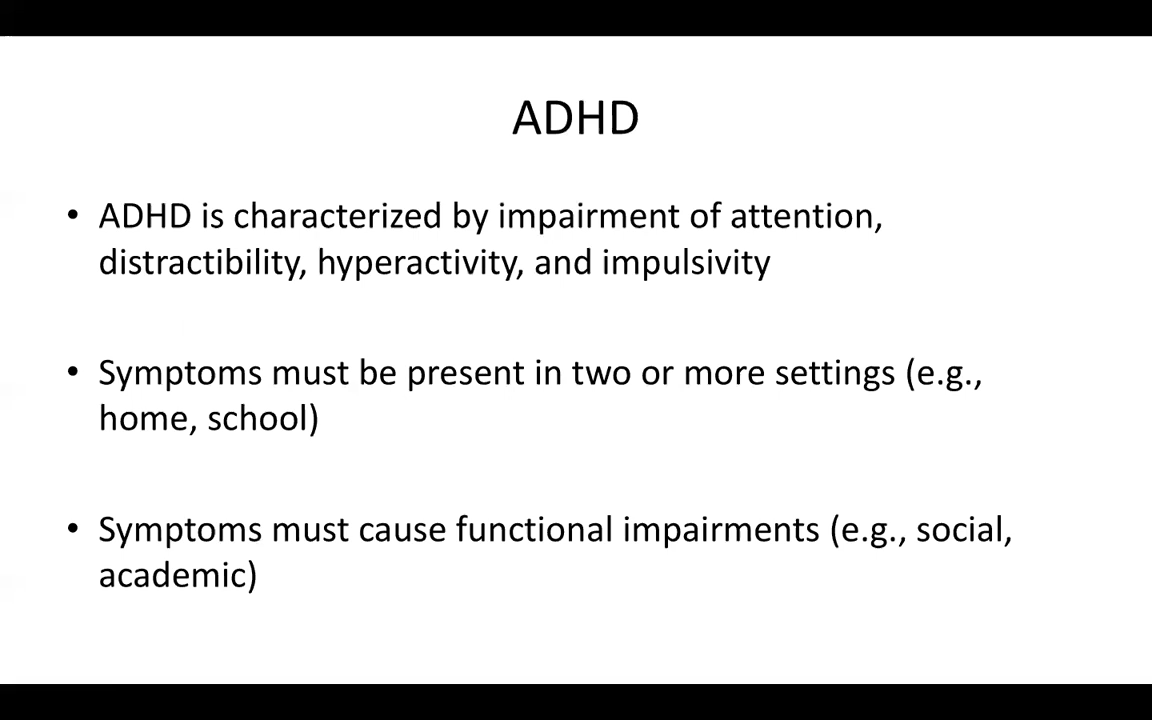 ADHD
• ADHD is characterized by impairment of attention,
distractibility, hyperactivity, and impulsivity
• Symptoms must be present in two or more settings (e.g.,
home, school)
• Symptoms must cause functional impairments (e.g., social,
academic)